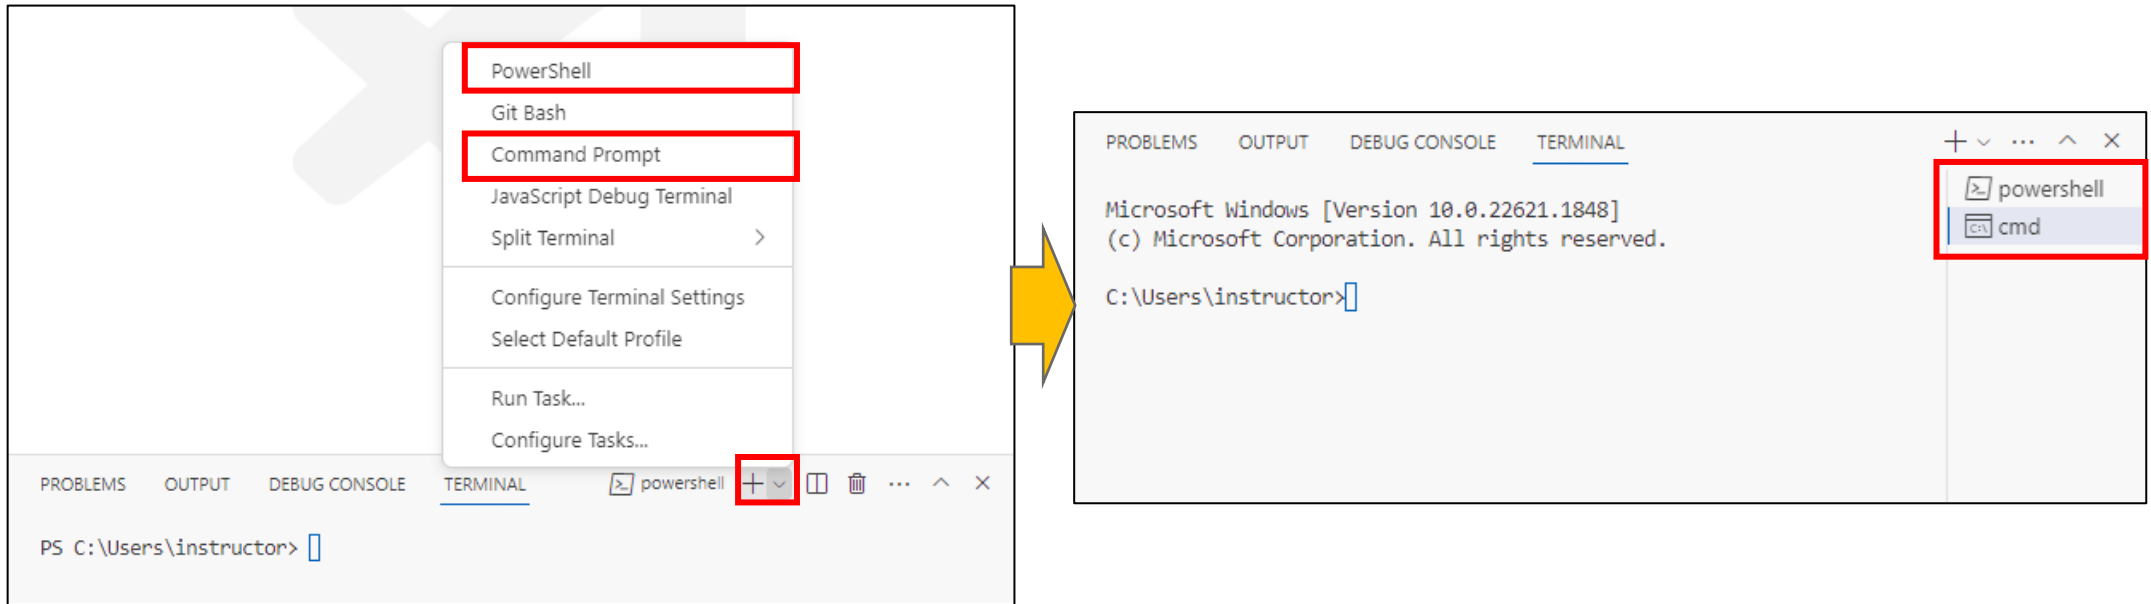 PowerShell
Git Bash
Command Prompt
JavaScript Debug Terminal
Split Terminal
Configure Terminal Settings
Select Default Profile
Run Task...
Configure Tasks...
PROBLEMS OUTPUT DEBUG CONSOLE TERMINAL powershell
PS C:\Users\instructor>
PROBLEMS OUTPUT DEBUG CONSOLE TERMINAL
Microsoft Windows [Version 10.0.22621.1848]
(c) Microsoft Corporation. All rights reserved.
C:\Users\instructor>
powershell
cmd